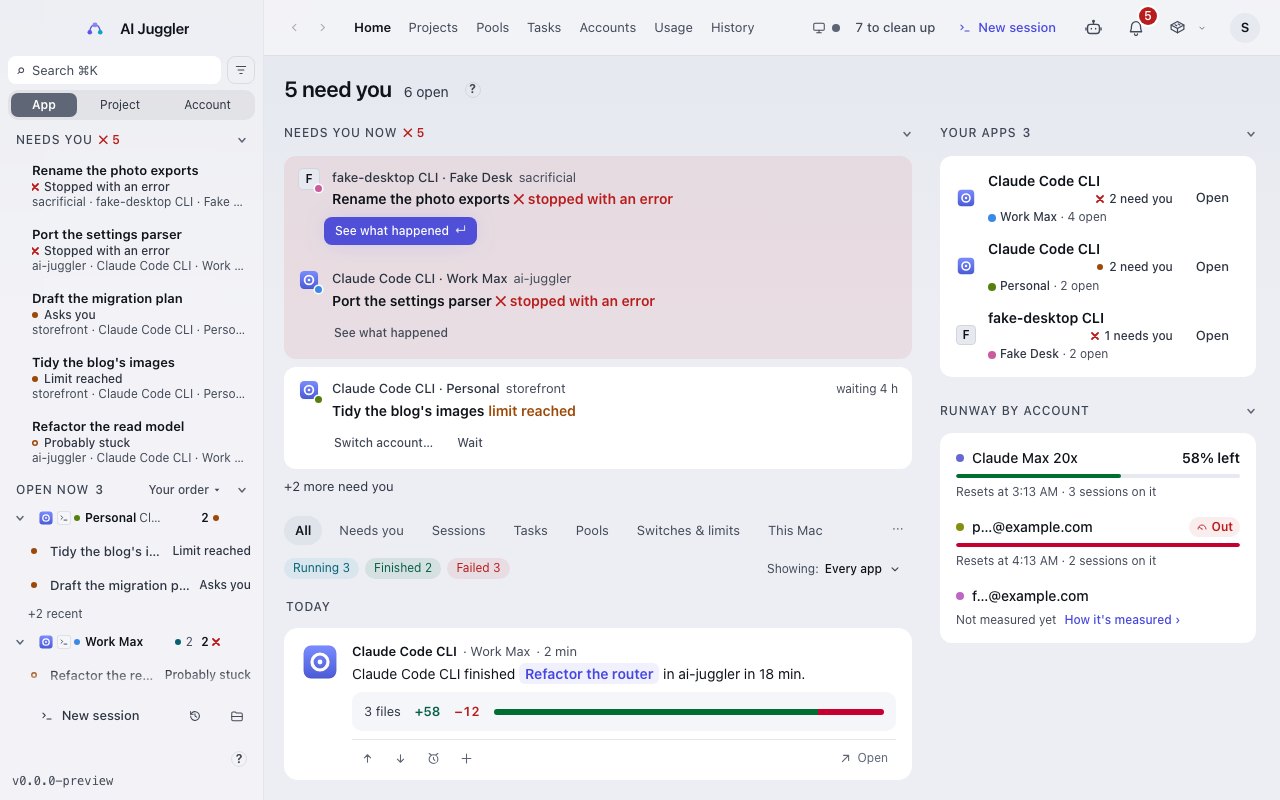 AI Juggler
Search ⌘K
App Project Account
NEEDS YOU 5
Rename the photo exports
Stopped with an error
sacrificial · fake-desktop CLI · Fake ...
Port the settings parser
Stopped with an error
ai-juggler · Claude Code CLI · Work ...
Draft the migration plan
Asks you
storefront · Claude Code CLI · Perso...
Tidy the blog's images
Limit reached
storefront · Claude Code CLI · Perso...
Refactor the read model
Probably stuck
ai-juggler · Claude Code CLI · Work ...
OPEN NOW 3 Your order
Personal Cl... 2
Tidy the blog's i... Limit reached
Draft the migration p... Asks you
+2 recent
Work Max 2 2
Refactor the re... Probably stuck
New session
?
v0.0.0-preview
Home Projects Pools Tasks Accounts Usage History
7 to clean up New session 5 S
5 need you 6 open ?
NEEDS YOU NOW 5
F fake-desktop CLI · Fake Desk sacrificial
Rename the photo exports stopped with an error
See what happened
Claude Code CLI · Work Max ai-juggler
Port the settings parser stopped with an error
See what happened
Claude Code CLI · Personal storefront waiting 4 h
Tidy the blog's images limit reached
Switch account... Wait
+2 more need you
All Needs you Sessions Tasks Pools Switches & limits This Mac ...
Running 3 Finished 2 Failed 3 Showing: Every app
TODAY
Claude Code CLI · Work Max · 2 min
Claude Code CLI finished Refactor the router in ai-juggler in 18 min.
3 files +58 −12
Open
YOUR APPS 3
Claude Code CLI
2 need you Open
Work Max · 4 open
Claude Code CLI
2 need you Open
Personal · 2 open
fake-desktop CLI
F 1 needs you Open
Fake Desk · 2 open
RUNWAY BY ACCOUNT
Claude Max 20x 58% left
Resets at 3:13 AM · 3 sessions on it
p...@example.com Out
Resets at 4:13 AM · 2 sessions on it
f...@example.com
Not measured yet How it's measured ›